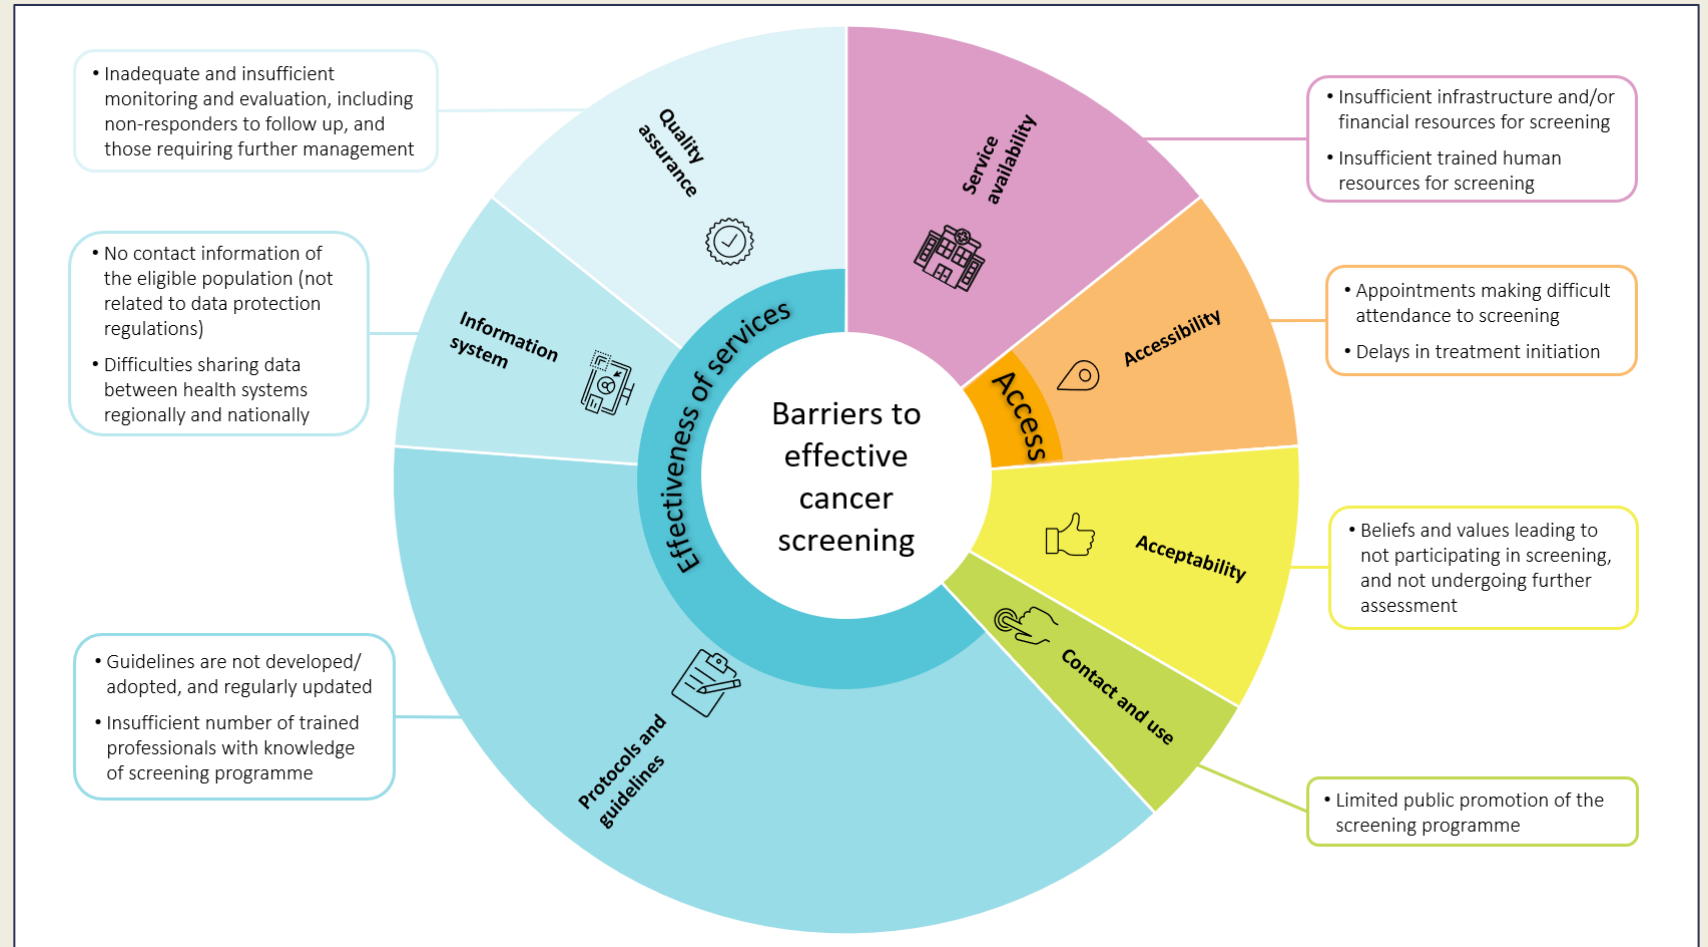 • Inadequate and insufficient
monitoring and evaluation, including
non-responders to follow up, and
those requiring further management
• No contact information of
the eligible population (not
related to data protection
regulations)
• Difficulties sharing data
between health systems
regionally and nationally
• Guidelines are not developed/
adopted, and regularly updated
• Insufficient number of trained
professionals with knowledge
of screening programme
Quality
assurance
Information
system
Protocols and
guidelines
Effectiveness of services
Barriers to
effective
cancer
screening
Service
availability
Access
Accessibility
Acceptability
Contact and use
• Insufficient infrastructure and/or
financial resources for screening
• Insufficient trained human
resources for screening
• Appointments making difficult
attendance to screening
• Delays in treatment initiation
• Beliefs and values leading to
not participating in screening,
and not undergoing further
assessment
• Limited public promotion of the
screening programme